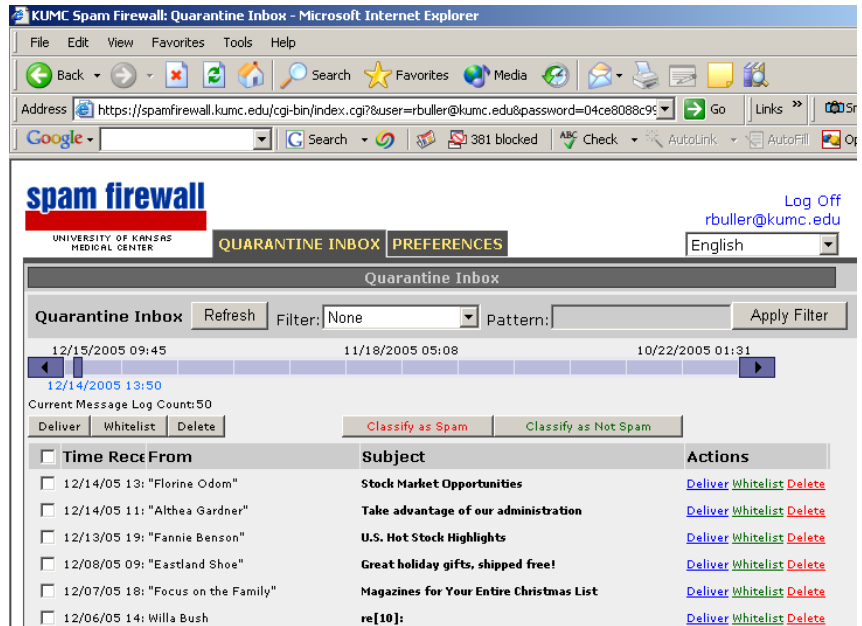 KUMC Spam Firewall: Quarantine Inbox - Microsoft Internet Explorer
File Edit View Favorites Tools Help
Back Search Favorites Media
Address https://spamfirewall.kumc.edu/cgi-bin/index.cgi?&user=rbuller@kumc.edu&password=04ce8088c99 Go Links »
Google Search 381 blocked ABC Check AutoLink AutoFill
spam firewall
UNIVERSITY OF KANSAS
MEDICAL CENTER
QUARANTINE INBOX PREFERENCES
Log Off
rbuller@kumc.edu
English
Quarantine Inbox
Quarantine Inbox Refresh Filter: None Pattern: Apply Filter
12/15/2005 09:45 11/18/2005 05:08 10/22/2005 01:31
12/14/2005 13:50
Current Message Log Count:50
Deliver Whitelist Delete Classify as Spam Classify as Not Spam
Time Rece From Subject Actions
12/14/05 13: "Florine Odom" Stock Market Opportunities Deliver Whitelist Delete
12/14/05 11: "Althea Gardner" Take advantage of our administration Deliver Whitelist Delete
12/13/05 19: "Fannie Benson" U.S. Hot Stock Highlights Deliver Whitelist Delete
12/08/05 09: "Eastland Shoe" Great holiday gifts, shipped free! Deliver Whitelist Delete
12/07/05 18: "Focus on the Family" Magazines for Your Entire Christmas List Deliver Whitelist Delete
12/06/05 14: Willa Bush re[10]: Deliver Whitelist Delete